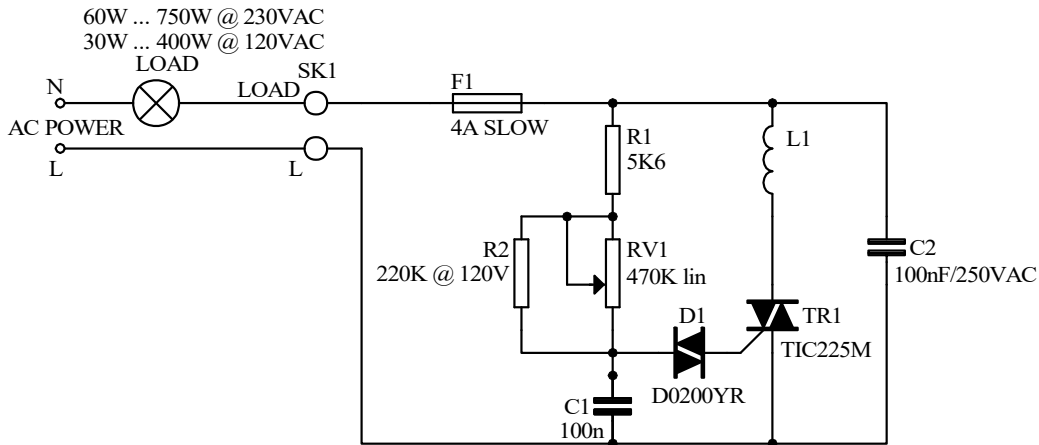 60W ... 750W @ 230VAC
30W ... 400W @ 120VAC
LOAD
SK1
N
LOAD
F1
AC POWER
4A SLOW
L
L
R1
5K6
L1
R2
220K @ 120V
RV1
470K lin
C2
100nF/250VAC
D1
TR1
TIC225M
D0200YR
C1
100n